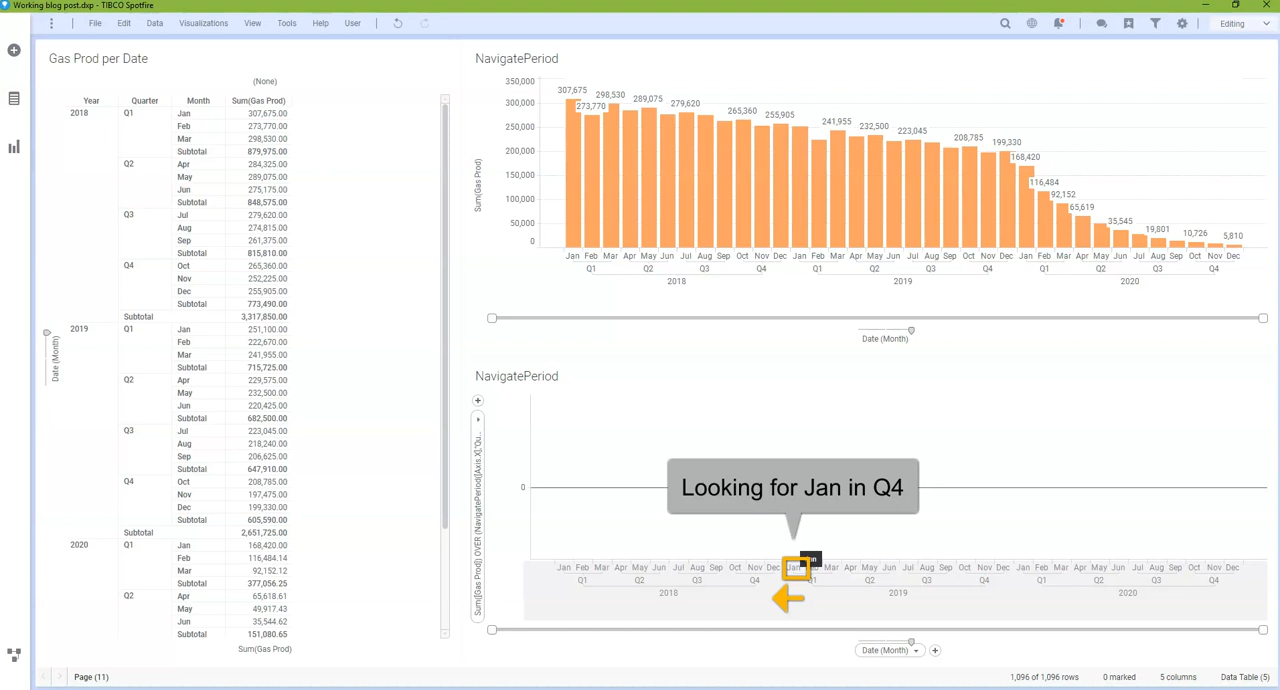 Working blog post.dxp - TIBCO Spotfire
File Edit Data Visualizations View Tools Help User Editing
Gas Prod per Date
(None)
Year Quarter Month Sum(Gas Prod)
2018 Q1 Jan 307,675.00
Feb 273,770.00
Mar 298,530.00
Subtotal 879,975.00
Q2 Apr 284,325.00
May 289,075.00
Jun 275,175.00
Subtotal 848,575.00
Q3 Jul 279,620.00
Aug 274,815.00
Sep 261,375.00
Subtotal 815,810.00
Q4 Oct 265,360.00
Nov 252,225.00
Dec 255,905.00
Subtotal 773,490.00
Subtotal 3,317,850.00
2019 Q1 Jan 251,100.00
Feb 222,670.00
Mar 241,955.00
Subtotal 715,725.00
Q2 Apr 229,575.00
May 232,500.00
Jun 220,425.00
Subtotal 682,500.00
Q3 Jul 223,045.00
Aug 218,240.00
Sep 206,625.00
Subtotal 647,910.00
Q4 Oct 208,785.00
Nov 197,475.00
Dec 199,330.00
Subtotal 605,590.00
Subtotal 2,651,725.00
2020 Q1 Jan 168,420.00
Feb 116,484.14
Mar 92,152.12
Subtotal 377,056.25
Q2 Apr 65,618.61
May 49,917.43
Jun 35,544.62
Subtotal 151,080.65
Sum(Gas Prod)
Date (Month)
NavigatePeriod
Sum(Gas Prod)
350,000
300,000
250,000
200,000
150,000
100,000
50,000
0
307,675 273,770 298,530 289,075 279,620 265,360 255,905 241,955 232,500 223,045 208,785 199,330 168,420 116,484 92,152 65,619 35,545 19,801 10,726 5,810
Jan Feb Mar Apr May Jun Jul Aug Sep Oct Nov Dec Jan Feb Mar Apr May Jun Jul Aug Sep Oct Nov Dec Jan Feb Mar Apr May Jun Jul Aug Sep Oct Nov Dec
Q1 Q2 Q3 Q4 Q1 Q2 Q3 Q4 Q1 Q2 Q3 Q4
2018 2019 2020
Date (Month)
NavigatePeriod
Sum([Gas Prod]) OVER (NavigatePeriod([Axis.X],"Qu...
0
Looking for Jan in Q4
Jan Feb Mar Apr May Jun Jul Aug Sep Oct Nov Dec Jan Mar Apr May Jun Jul Aug Sep Oct Nov Dec Jan Feb Mar Apr May Jun Jul Aug Sep Oct Nov Dec
Q1 Q2 Q3 Q4 Q1 Q2 Q3 Q4 Q1 Q2 Q3 Q4
2018 2019 2020
Date (Month)
Page (11) 1,096 of 1,096 rows 0 marked 5 columns Data Table (5)